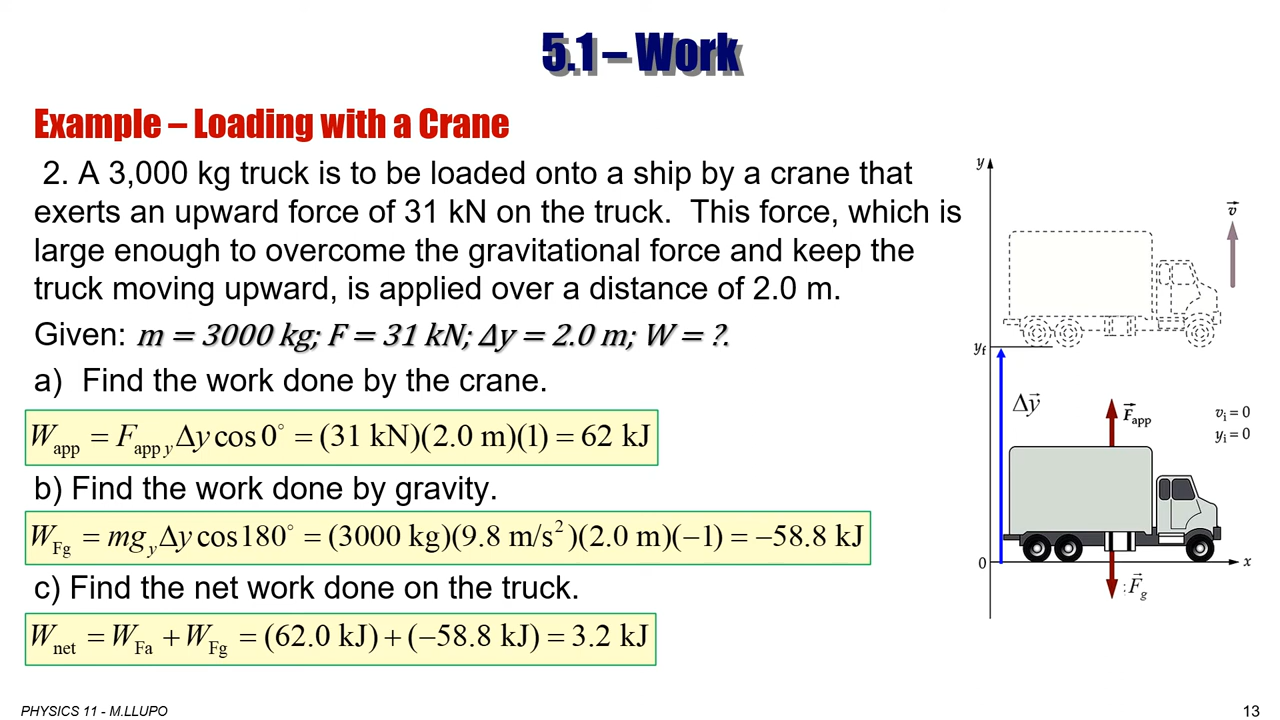 5.1 – Work
Example – Loading with a Crane
2. A 3,000 kg truck is to be loaded onto a ship by a crane that
exerts an upward force of 31 kN on the truck. This force, which is
large enough to overcome the gravitational force and keep the
truck moving upward, is applied over a distance of 2.0 m.
Given: m = 3000 kg; F = 31 kN; Δy = 2.0 m; W = ?.
a) Find the work done by the crane.
W_app = F_app y Δy cos 0° = (31 kN)(2.0 m)(1) = 62 kJ
b) Find the work done by gravity.
W_Fg = mg_y Δy cos180° = (3000 kg)(9.8 m/s²)(2.0 m)(−1) = −58.8 kJ
c) Find the net work done on the truck.
W_net = W_Fa + W_Fg = (62.0 kJ) + (−58.8 kJ) = 3.2 kJ
y
v⃗
y_f
Δy⃗
F⃗_app
v_i = 0
y_i = 0
0
x
:F⃗_g
PHYSICS 11 - M.LLUPO
13